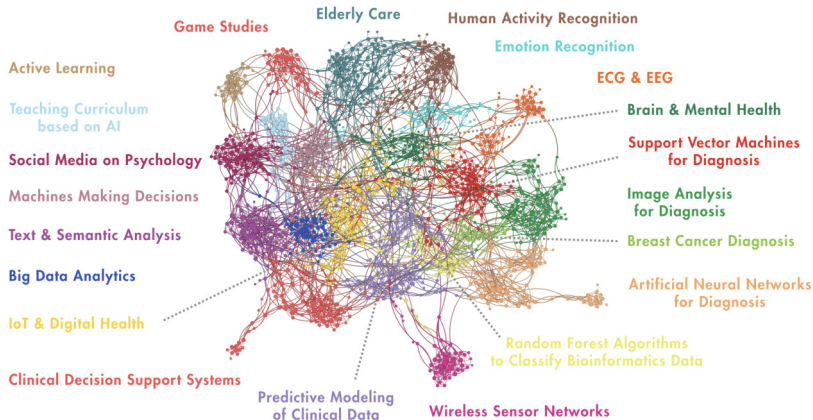 Elderly Care
Game Studies
Human Activity Recognition
Emotion Recognition
Active Learning
ECG & EEG
Teaching Curriculum
based on AI
Brain & Mental Health
Social Media on Psychology
Support Vector Machines
for Diagnosis
Machines Making Decisions
Image Analysis
for Diagnosis
Text & Semantic Analysis
Breast Cancer Diagnosis
Big Data Analytics
Artificial Neural Networks
for Diagnosis
IoT & Digital Health
Random Forest Algorithms
to Classify Bioinformatics Data
Clinical Decision Support Systems
Predictive Modeling
of Clinical Data
Wireless Sensor Networks